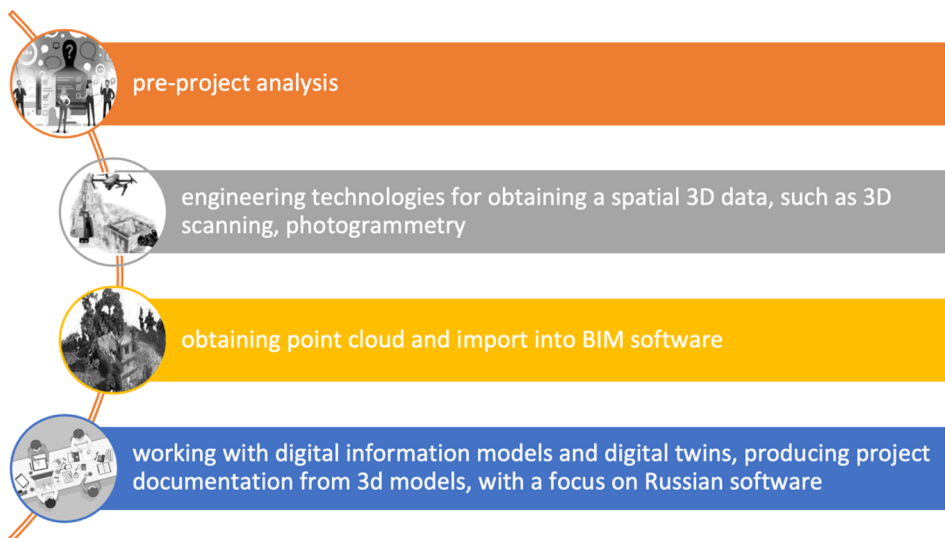 pre-project analysis
engineering technologies for obtaining a spatial 3D data, such as 3D
scanning, photogrammetry
obtaining point cloud and import into BIM software
working with digital information models and digital twins, producing project
documentation from 3d models, with a focus on Russian software